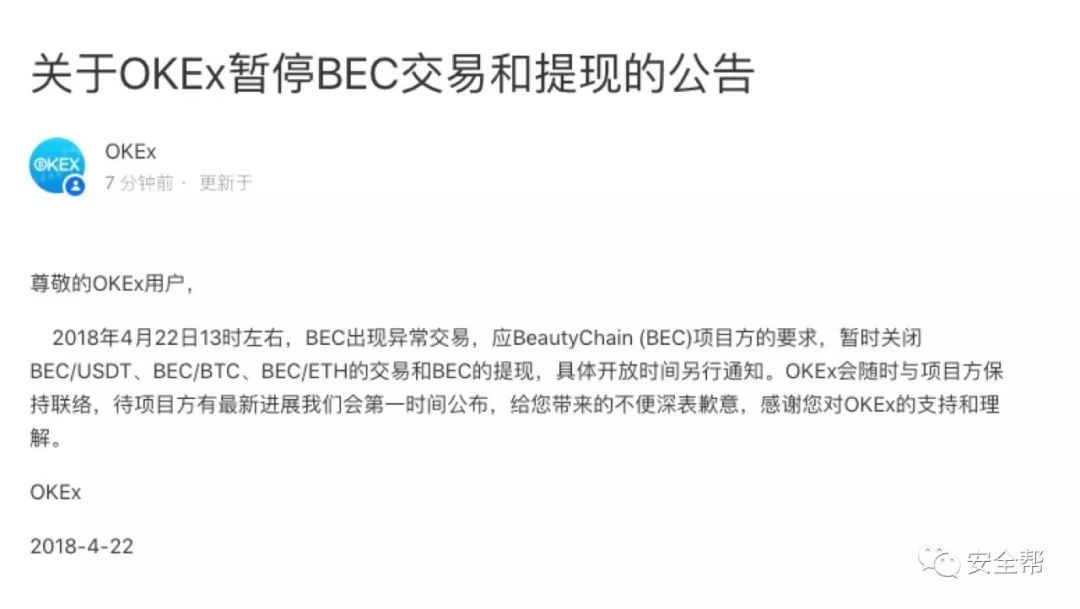 关于OKEx暂停BEC交易和提现的公告
OKEX
OKEx
7 分钟前 · 更新于
尊敬的OKEx用户，
2018年4月22日13时左右，BEC出现异常交易，应BeautyChain (BEC)项目方的要求，暂时关闭
BEC/USDT、BEC/BTC、BEC/ETH的交易和BEC的提现，具体开放时间另行通知。OKEx会随时与项目方保
持联络，待项目方有最新进展我们会第一时间公布，给您带来的不便深表歉意，感谢您对OKEx的支持和理
解。
OKEx
2018-4-22
安全帮